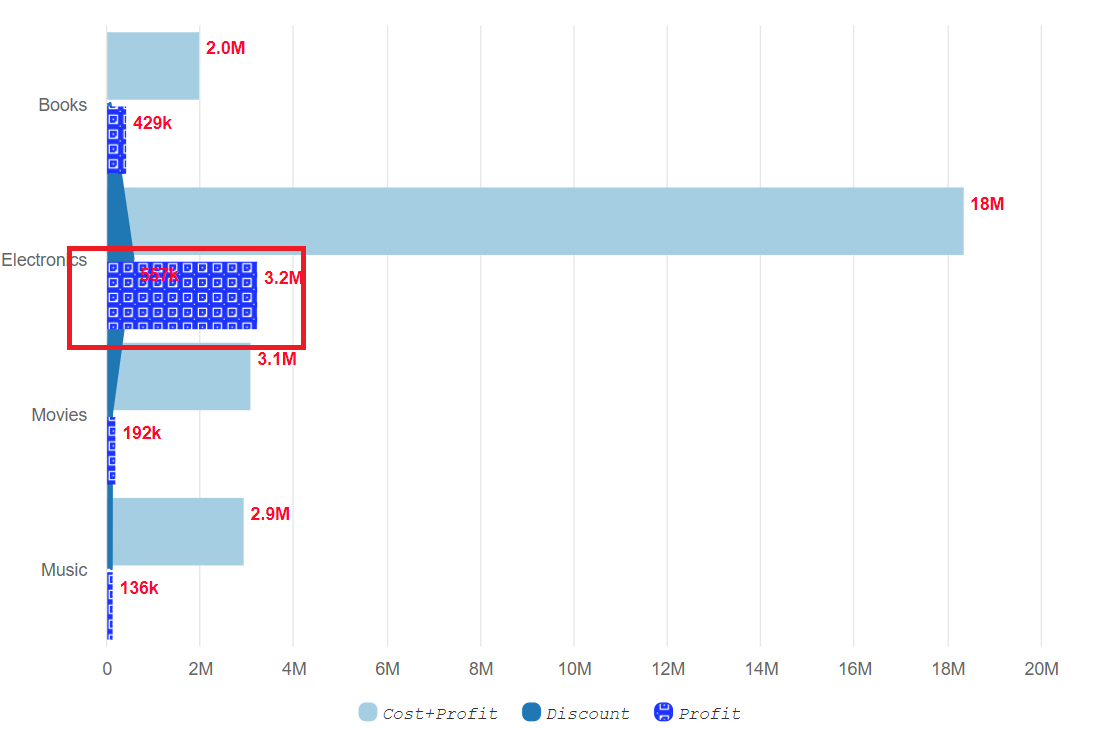 2.0M
Books
429k
18M
Electronics
557k
3.2M
3.1M
Movies
192k
2.9M
Music
136k
0 2M 4M 6M 8M 10M 12M 14M 16M 18M 20M
Cost+Profit Discount Profit